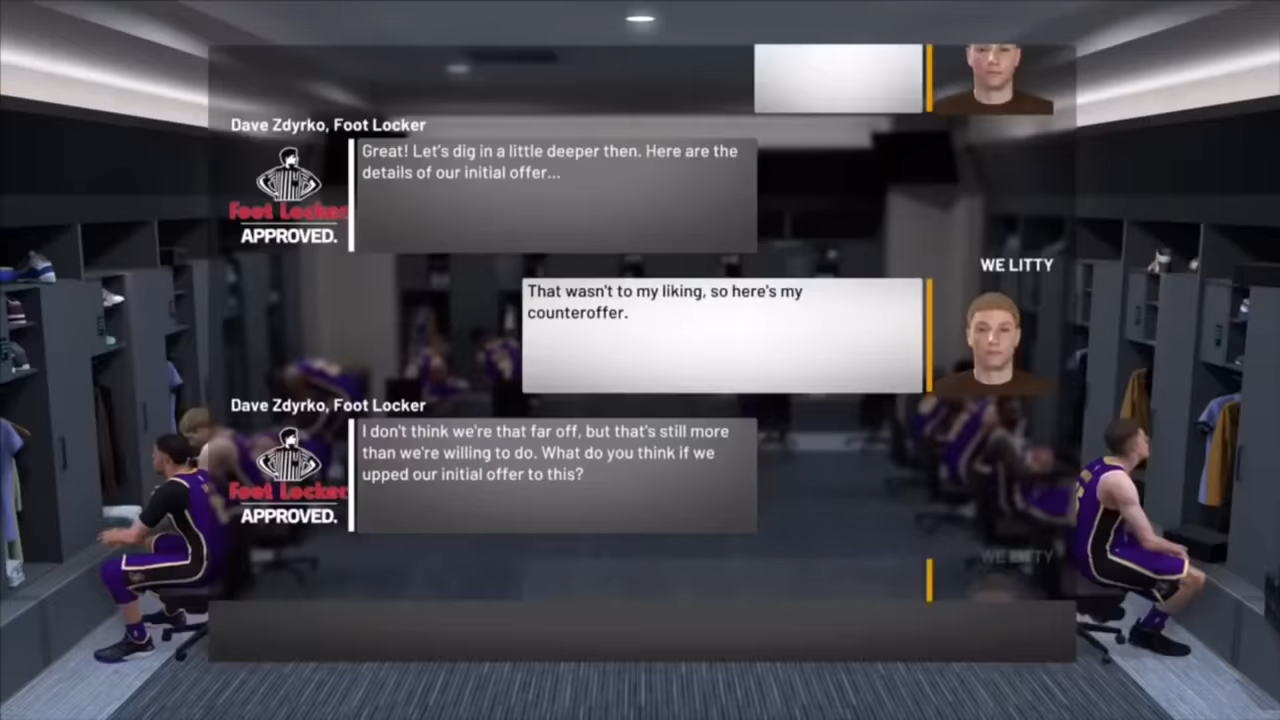 Dave Zdyrko, Foot Locker
Great! Let's dig in a little deeper then. Here are the
details of our initial offer...
Foot Locker
APPROVED.
WE LITTY
That wasn't to my liking, so here's my
counteroffer.
Dave Zdyrko, Foot Locker
I don't think we're that far off, but that's still more
than we're willing to do. What do you think if we
upped our initial offer to this?
Foot Locker
APPROVED.
WE LITTY